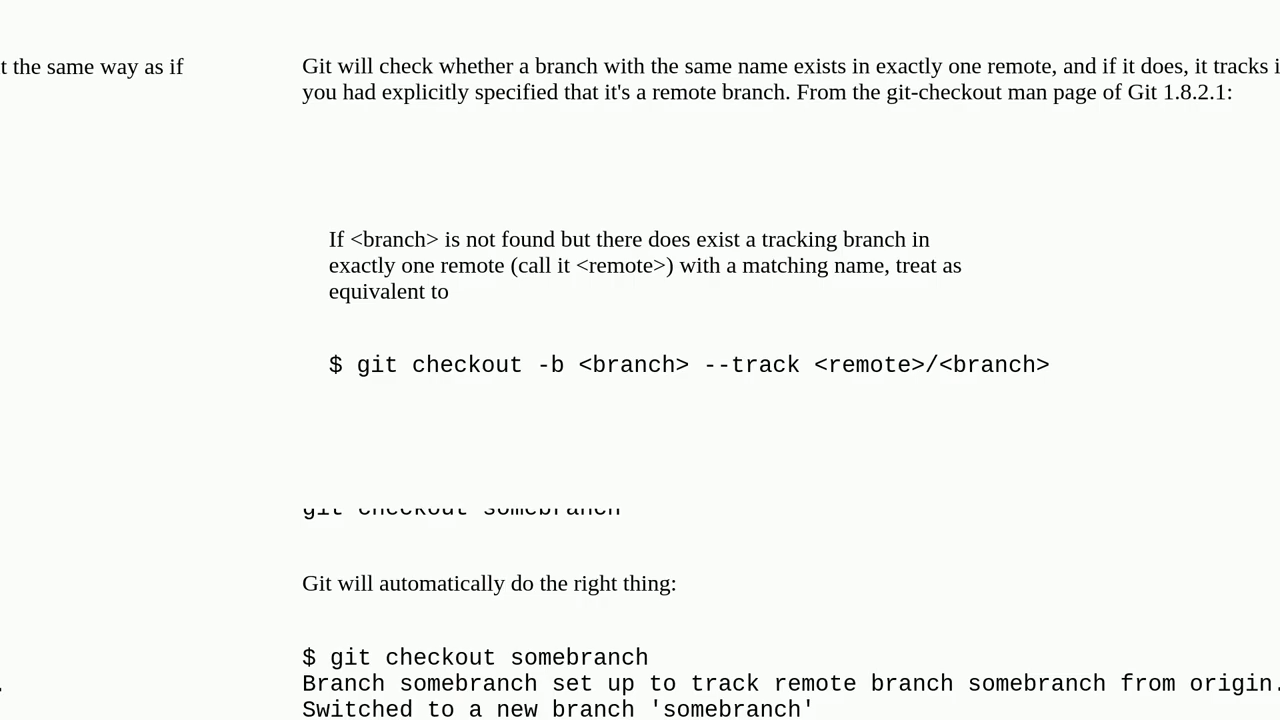 t the same way as if
Git will check whether a branch with the same name exists in exactly one remote, and if it does, it tracks i
you had explicitly specified that it's a remote branch. From the git-checkout man page of Git 1.8.2.1:
If <branch> is not found but there does exist a tracking branch in
exactly one remote (call it <remote>) with a matching name, treat as
equivalent to
$ git checkout -b <branch> --track <remote>/<branch>
git checkout somebranch
Git will automatically do the right thing:
$ git checkout somebranch
.
Branch somebranch set up to track remote branch somebranch from origin.
Switched to a new branch 'somebranch'